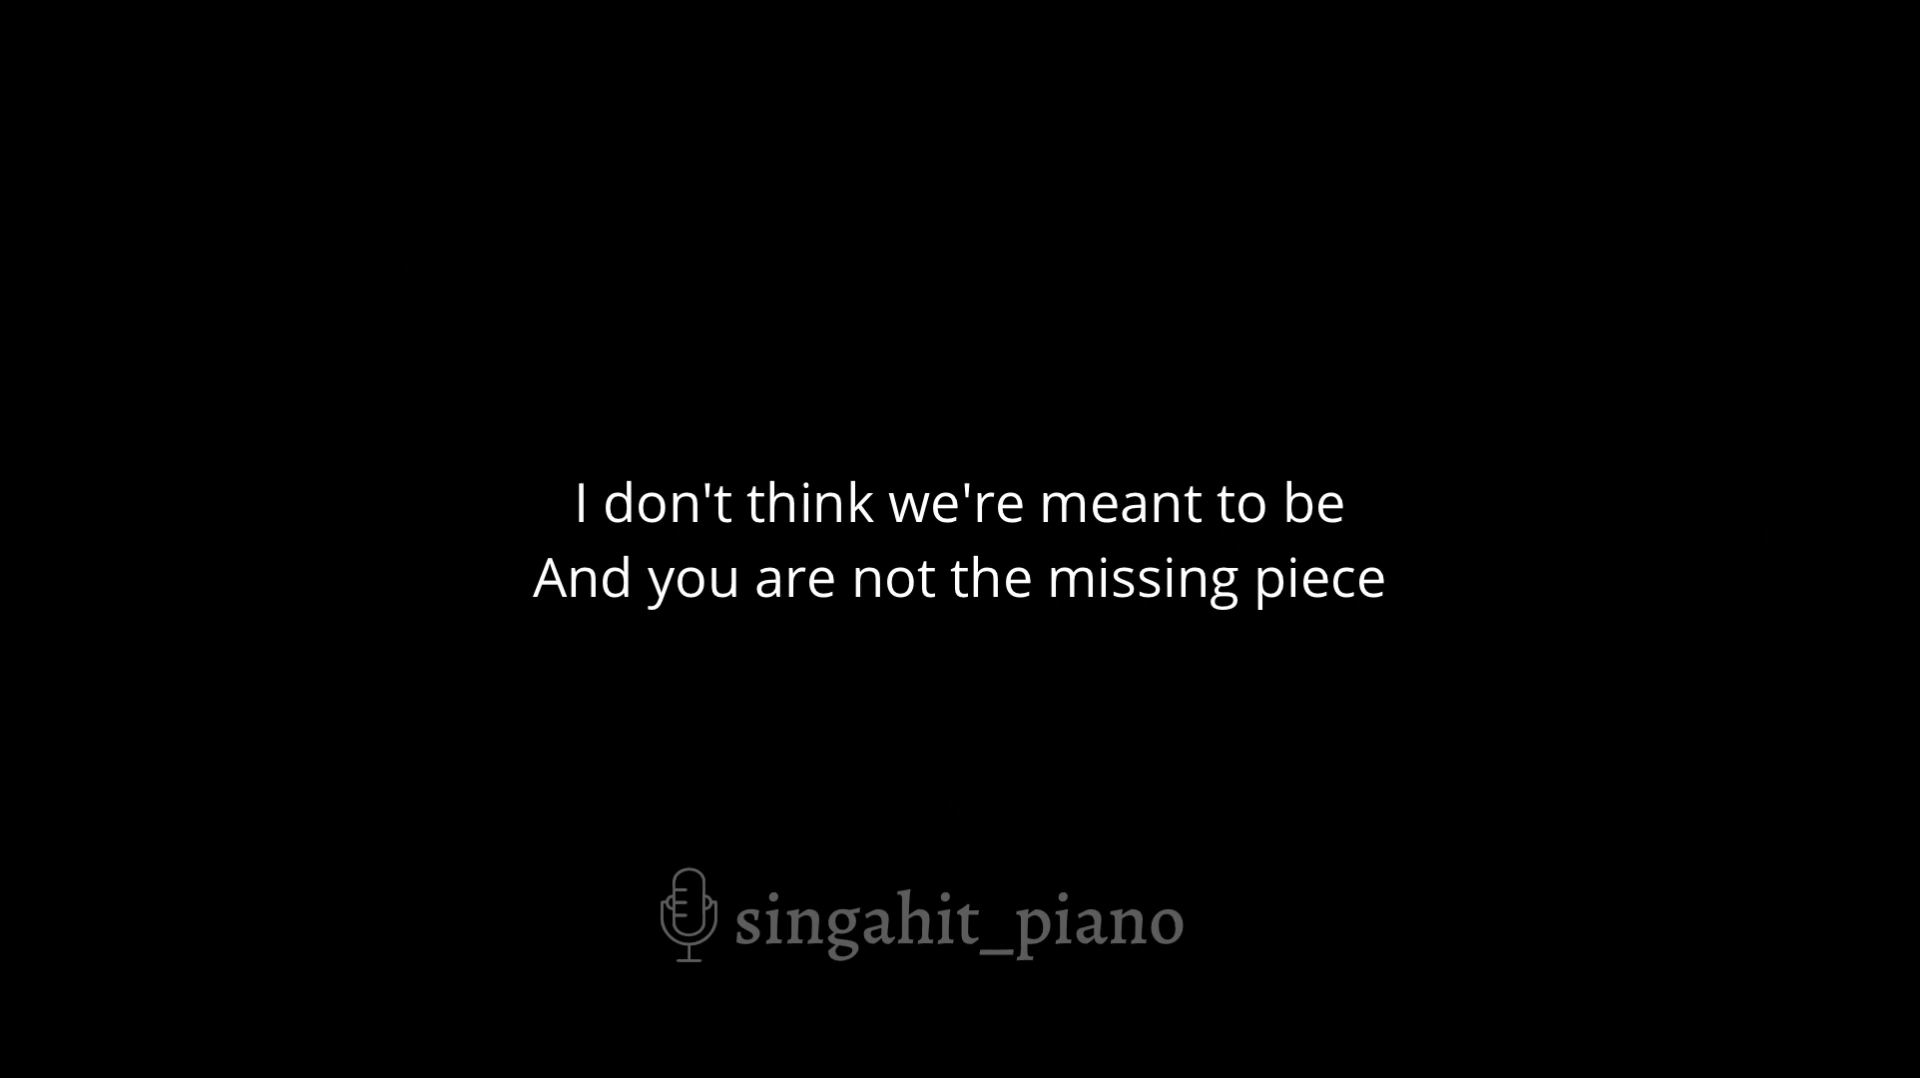 I don't think we're meant to be
And you are not the missing piece
singahit_piano